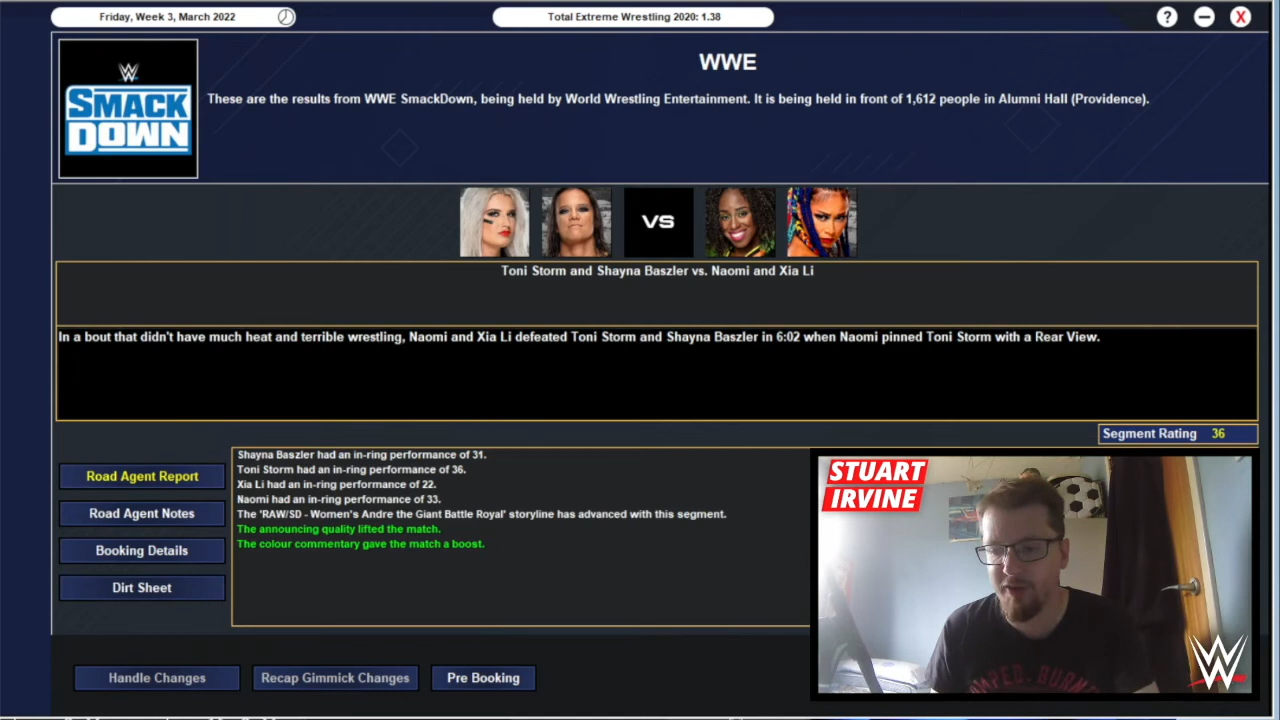 Friday, Week 3, March 2022
Total Extreme Wrestling 2020: 1.38
?
X
W
SMACK
DOWN
WWE
These are the results from WWE SmackDown, being held by World Wrestling Entertainment. It is being held in front of 1,612 people in Alumni Hall (Providence).
VS
Toni Storm and Shayna Baszler vs. Naomi and Xia Li
In a bout that didn't have much heat and terrible wrestling, Naomi and Xia Li defeated Toni Storm and Shayna Baszler in 6:02 when Naomi pinned Toni Storm with a Rear View.
Segment Rating 36
Road Agent Report
Road Agent Notes
Booking Details
Dirt Sheet
Shayna Baszler had an in-ring performance of 31.
Toni Storm had an in-ring performance of 36.
Xia Li had an in-ring performance of 22.
Naomi had an in-ring performance of 33.
The 'RAW/SD - Women's Andre the Giant Battle Royal' storyline has advanced with this segment.
The announcing quality lifted the match.
The colour commentary gave the match a boost.
STUART
IRVINE
W
Handle Changes
Recap Gimmick Changes
Pre Booking